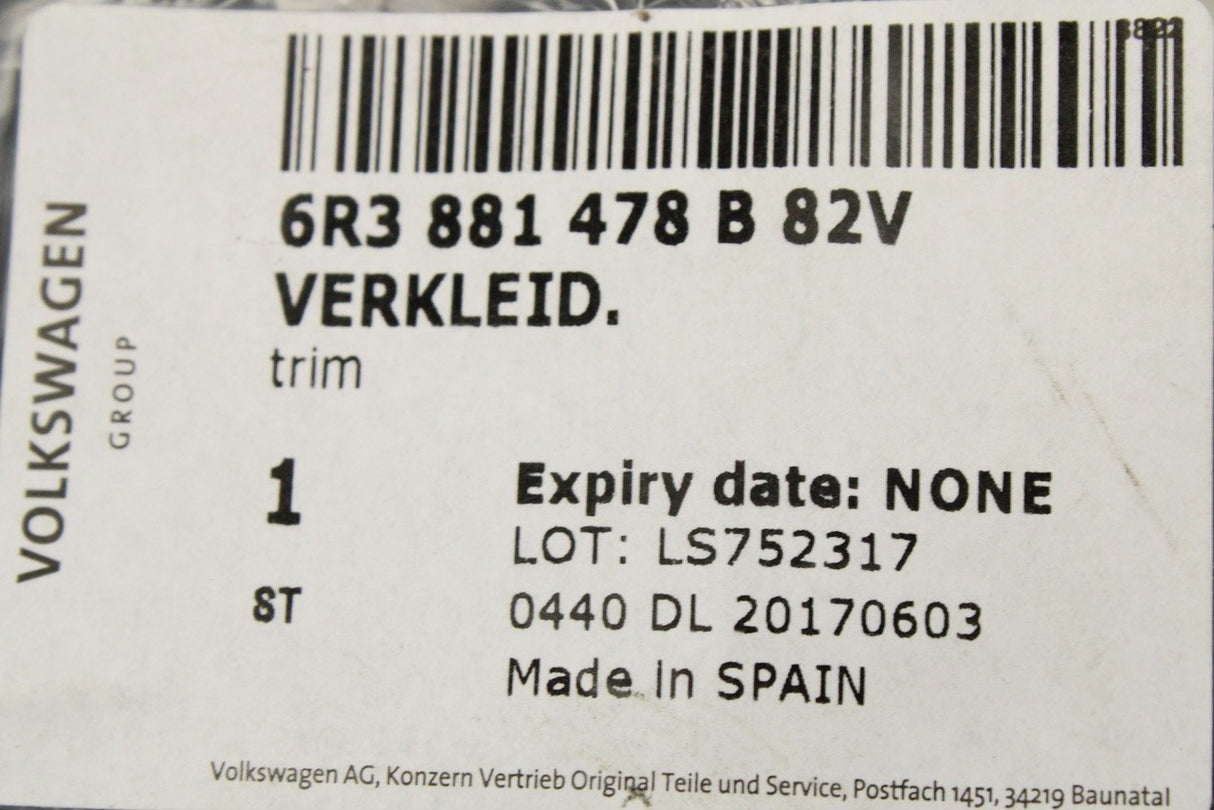 6R3 881 478 B 82V
VERKLEID.
trim
1
Expiry date: NONE
LOT: LS752317
ST
0440 DL 20170603
Made in SPAIN
VOLKSWAGEN
GROUP
Volkswagen AG, Konzern Vertrieb Original Teile und Service, Postfach 1451, 34219 Baunatal